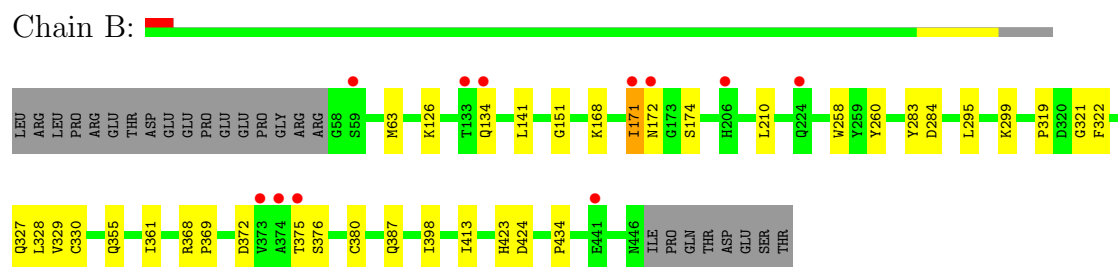 Chain B:
LEU ARG LEU PRO ARG GLU THR ASP GLU GLU PRO GLU GLU PRO GLY ARG ARG G58 S59 M63 K126 T133 Q134 L141 G151 K168 I171 N172 G173 S174 H206 L210 Q224 W258 Y259 Y260 Y283 D284 L295 K299 P319 D320 G321 F322
Q327 L328 V329 C330 Q355 I361 R368 P369 D372 V373 A374 T375 S376 C380 Q387 I398 I413 H423 D424 P434 E441 N446 ILE PRO GLN THR ASP GLU SER THR